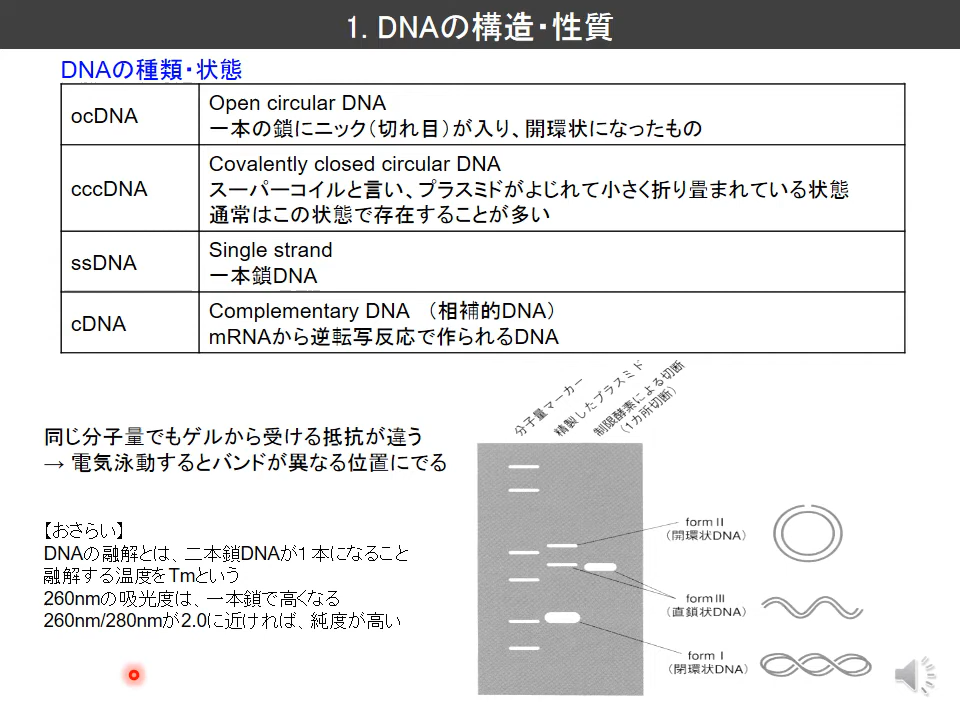 1. DNAの構造・性質
DNAの種類・状態
ocDNA
Open circular DNA
一本の鎖にニック(切れ目)が入り、開環状になったもの
cccDNA
Covalently closed circular DNA
スーパーコイルと言い、プラスミドがよじれて小さく折り畳まれている状態
通常はこの状態で存在することが多い
ssDNA
Single strand
一本鎖DNA
cDNA
Complementary DNA (相補的DNA)
mRNAから逆転写反応で作られるDNA
同じ分子量でもゲルから受ける抵抗が違う
→ 電気泳動するとバンドが異なる位置にでる
【おさらい】
DNAの融解とは、二本鎖DNAが1本になること
融解する温度をTmという
260nmの吸光度は、一本鎖で高くなる
260nm/280nmが2.0に近ければ、純度が高い
分子量マーカー
精製したプラスミド
制限酵素による切断
(1カ所切断)
form II
(開環状DNA)
form III
(直鎖状DNA)
form I
(閉環状DNA)